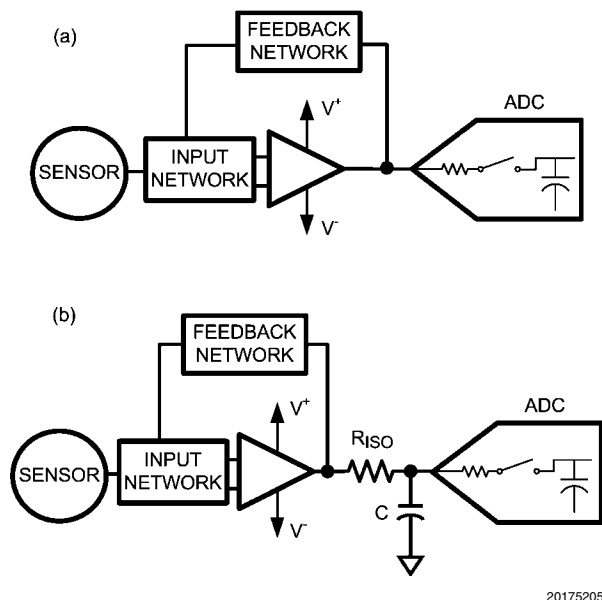 (a)
FEEDBACK
NETWORK
V+
ADC
SENSOR
INPUT
NETWORK
V-
(b)
FEEDBACK
NETWORK
V+
ADC
RISO
SENSOR
INPUT
NETWORK
C
V-
20175205